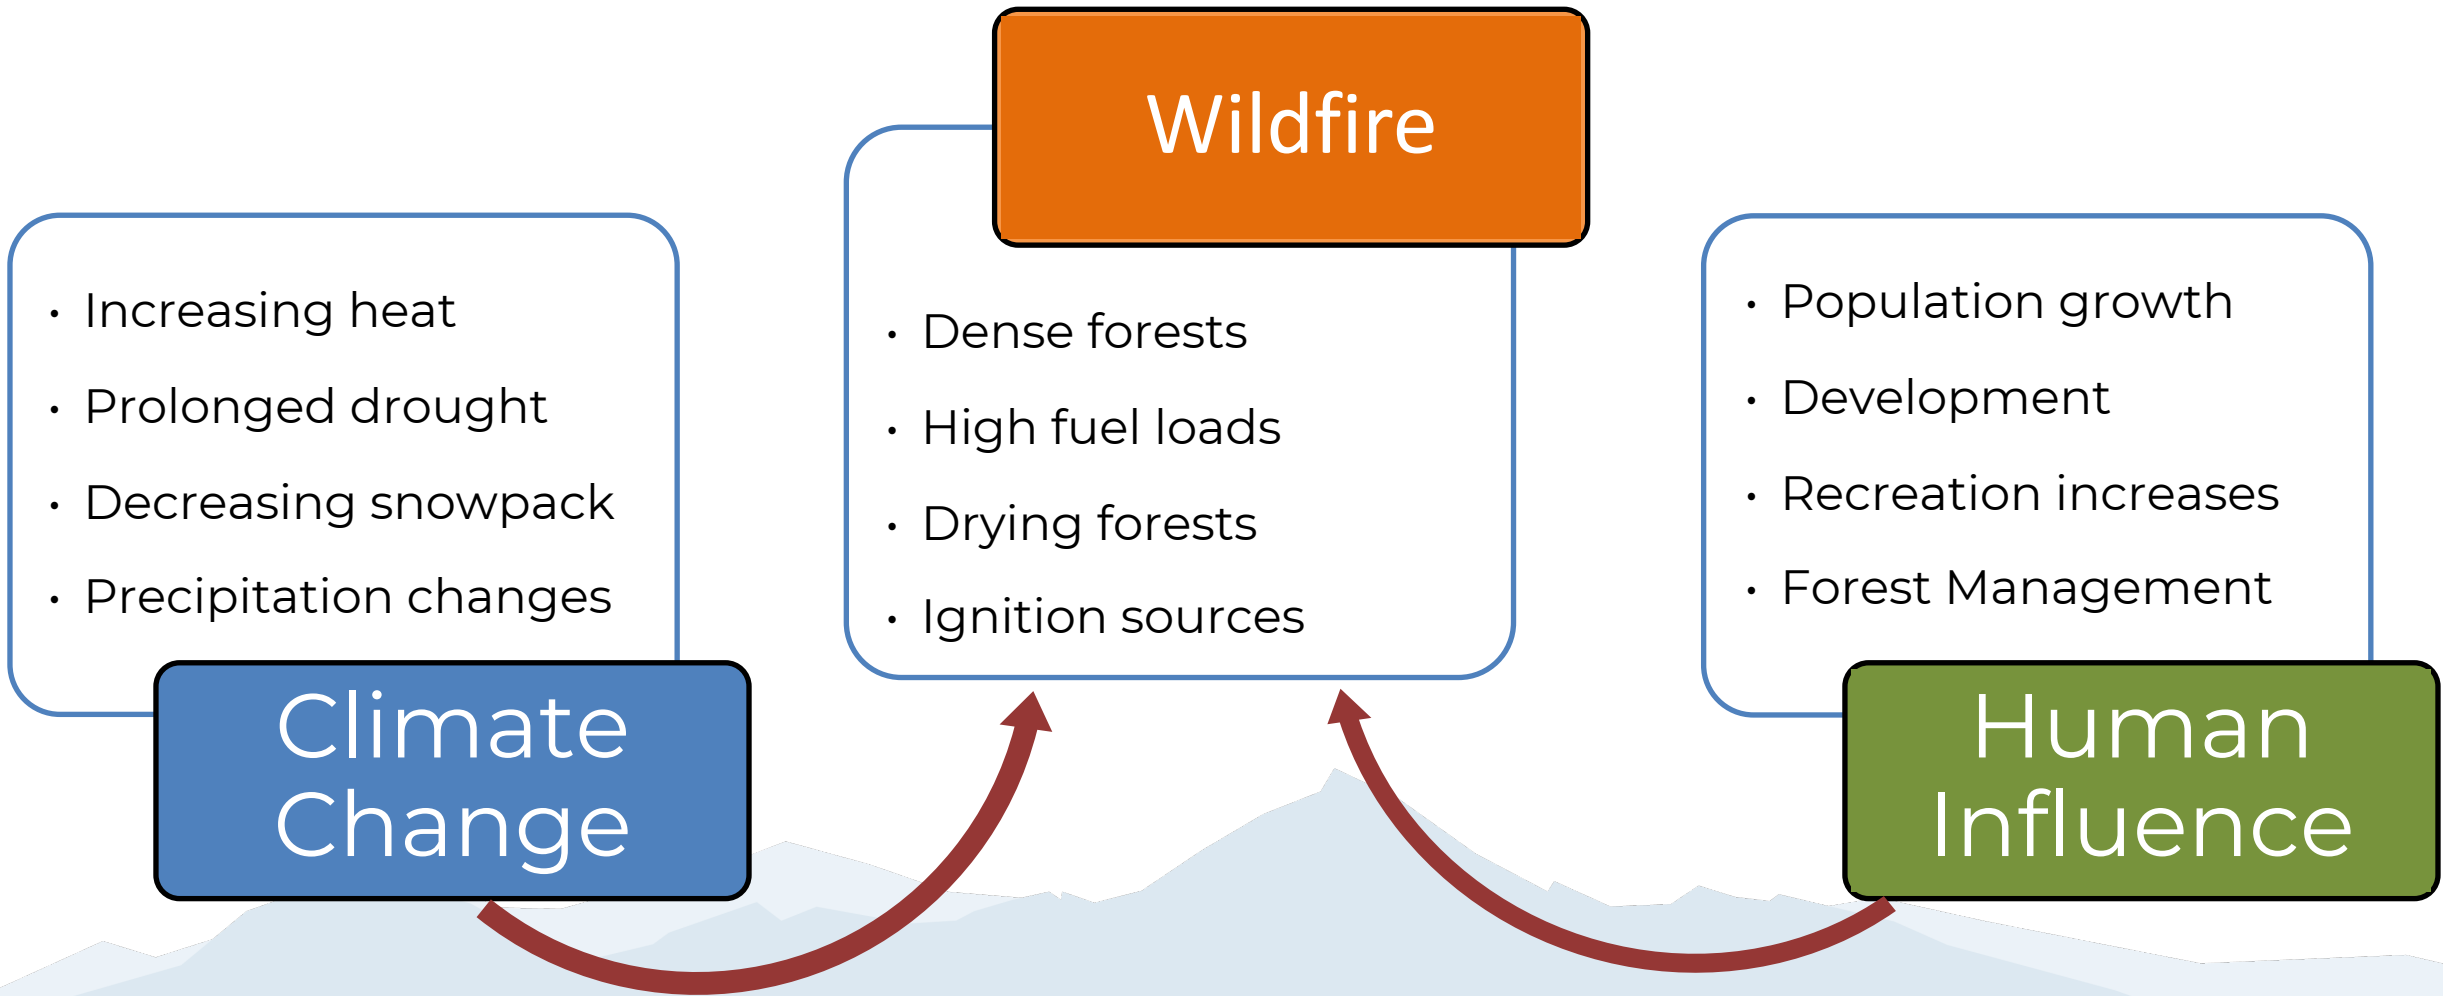 Wildfire
• Increasing heat
• Prolonged drought
• Decreasing snowpack
• Precipitation changes
Climate
Change
• Dense forests
• High fuel loads
• Drying forests
• Ignition sources
• Population growth
• Development
• Recreation increases
• Forest Management
Human
Influence